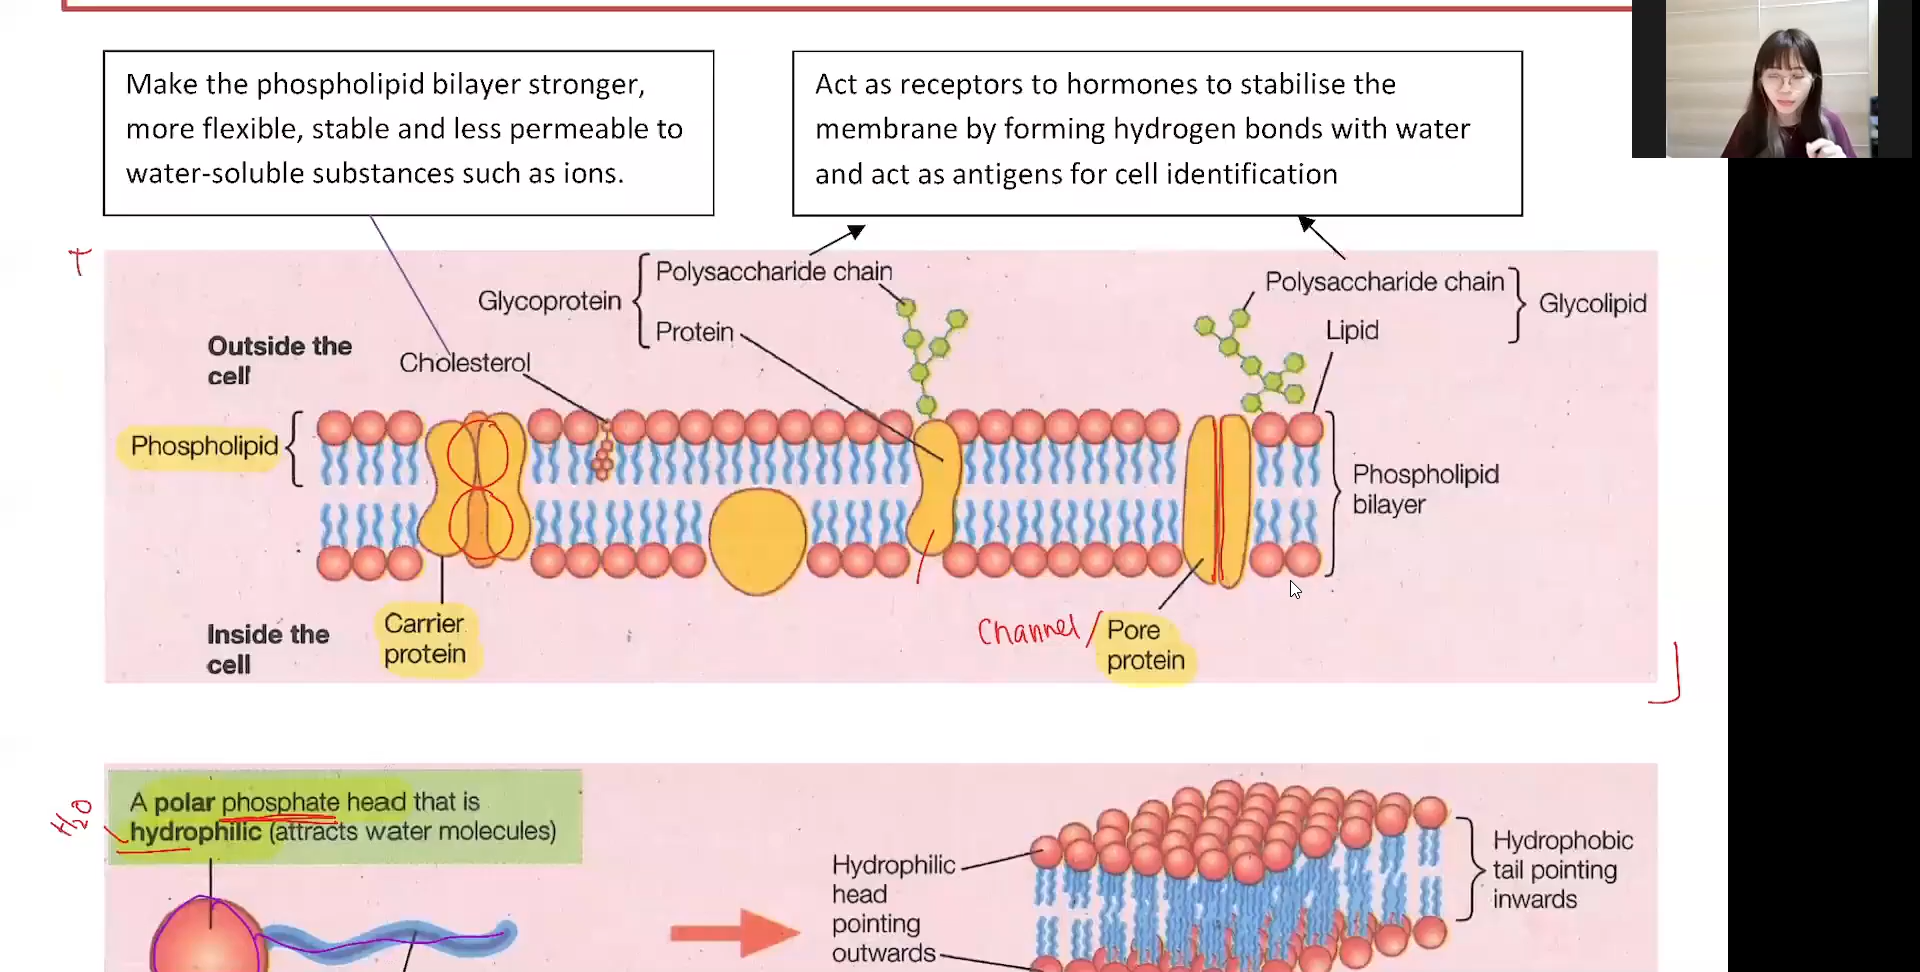 Make the phospholipid bilayer stronger,
more flexible, stable and less permeable to
water-soluble substances such as ions.
Act as receptors to hormones to stabilise the
membrane by forming hydrogen bonds with water
and act as antigens for cell identification
Glycoprotein
Polysaccharide chain
Protein
Polysaccharide chain
Lipid
Glycolipid
Outside the
cell
Cholesterol
Phospholipid
Phospholipid
bilayer
Inside the
cell
Carrier
protein
Channel /
Pore
protein
H2O
A polar phosphate head that is
hydrophilic (attracts water molecules)
Hydrophilic
head
pointing
outwards
Hydrophobic
tail pointing
inwards